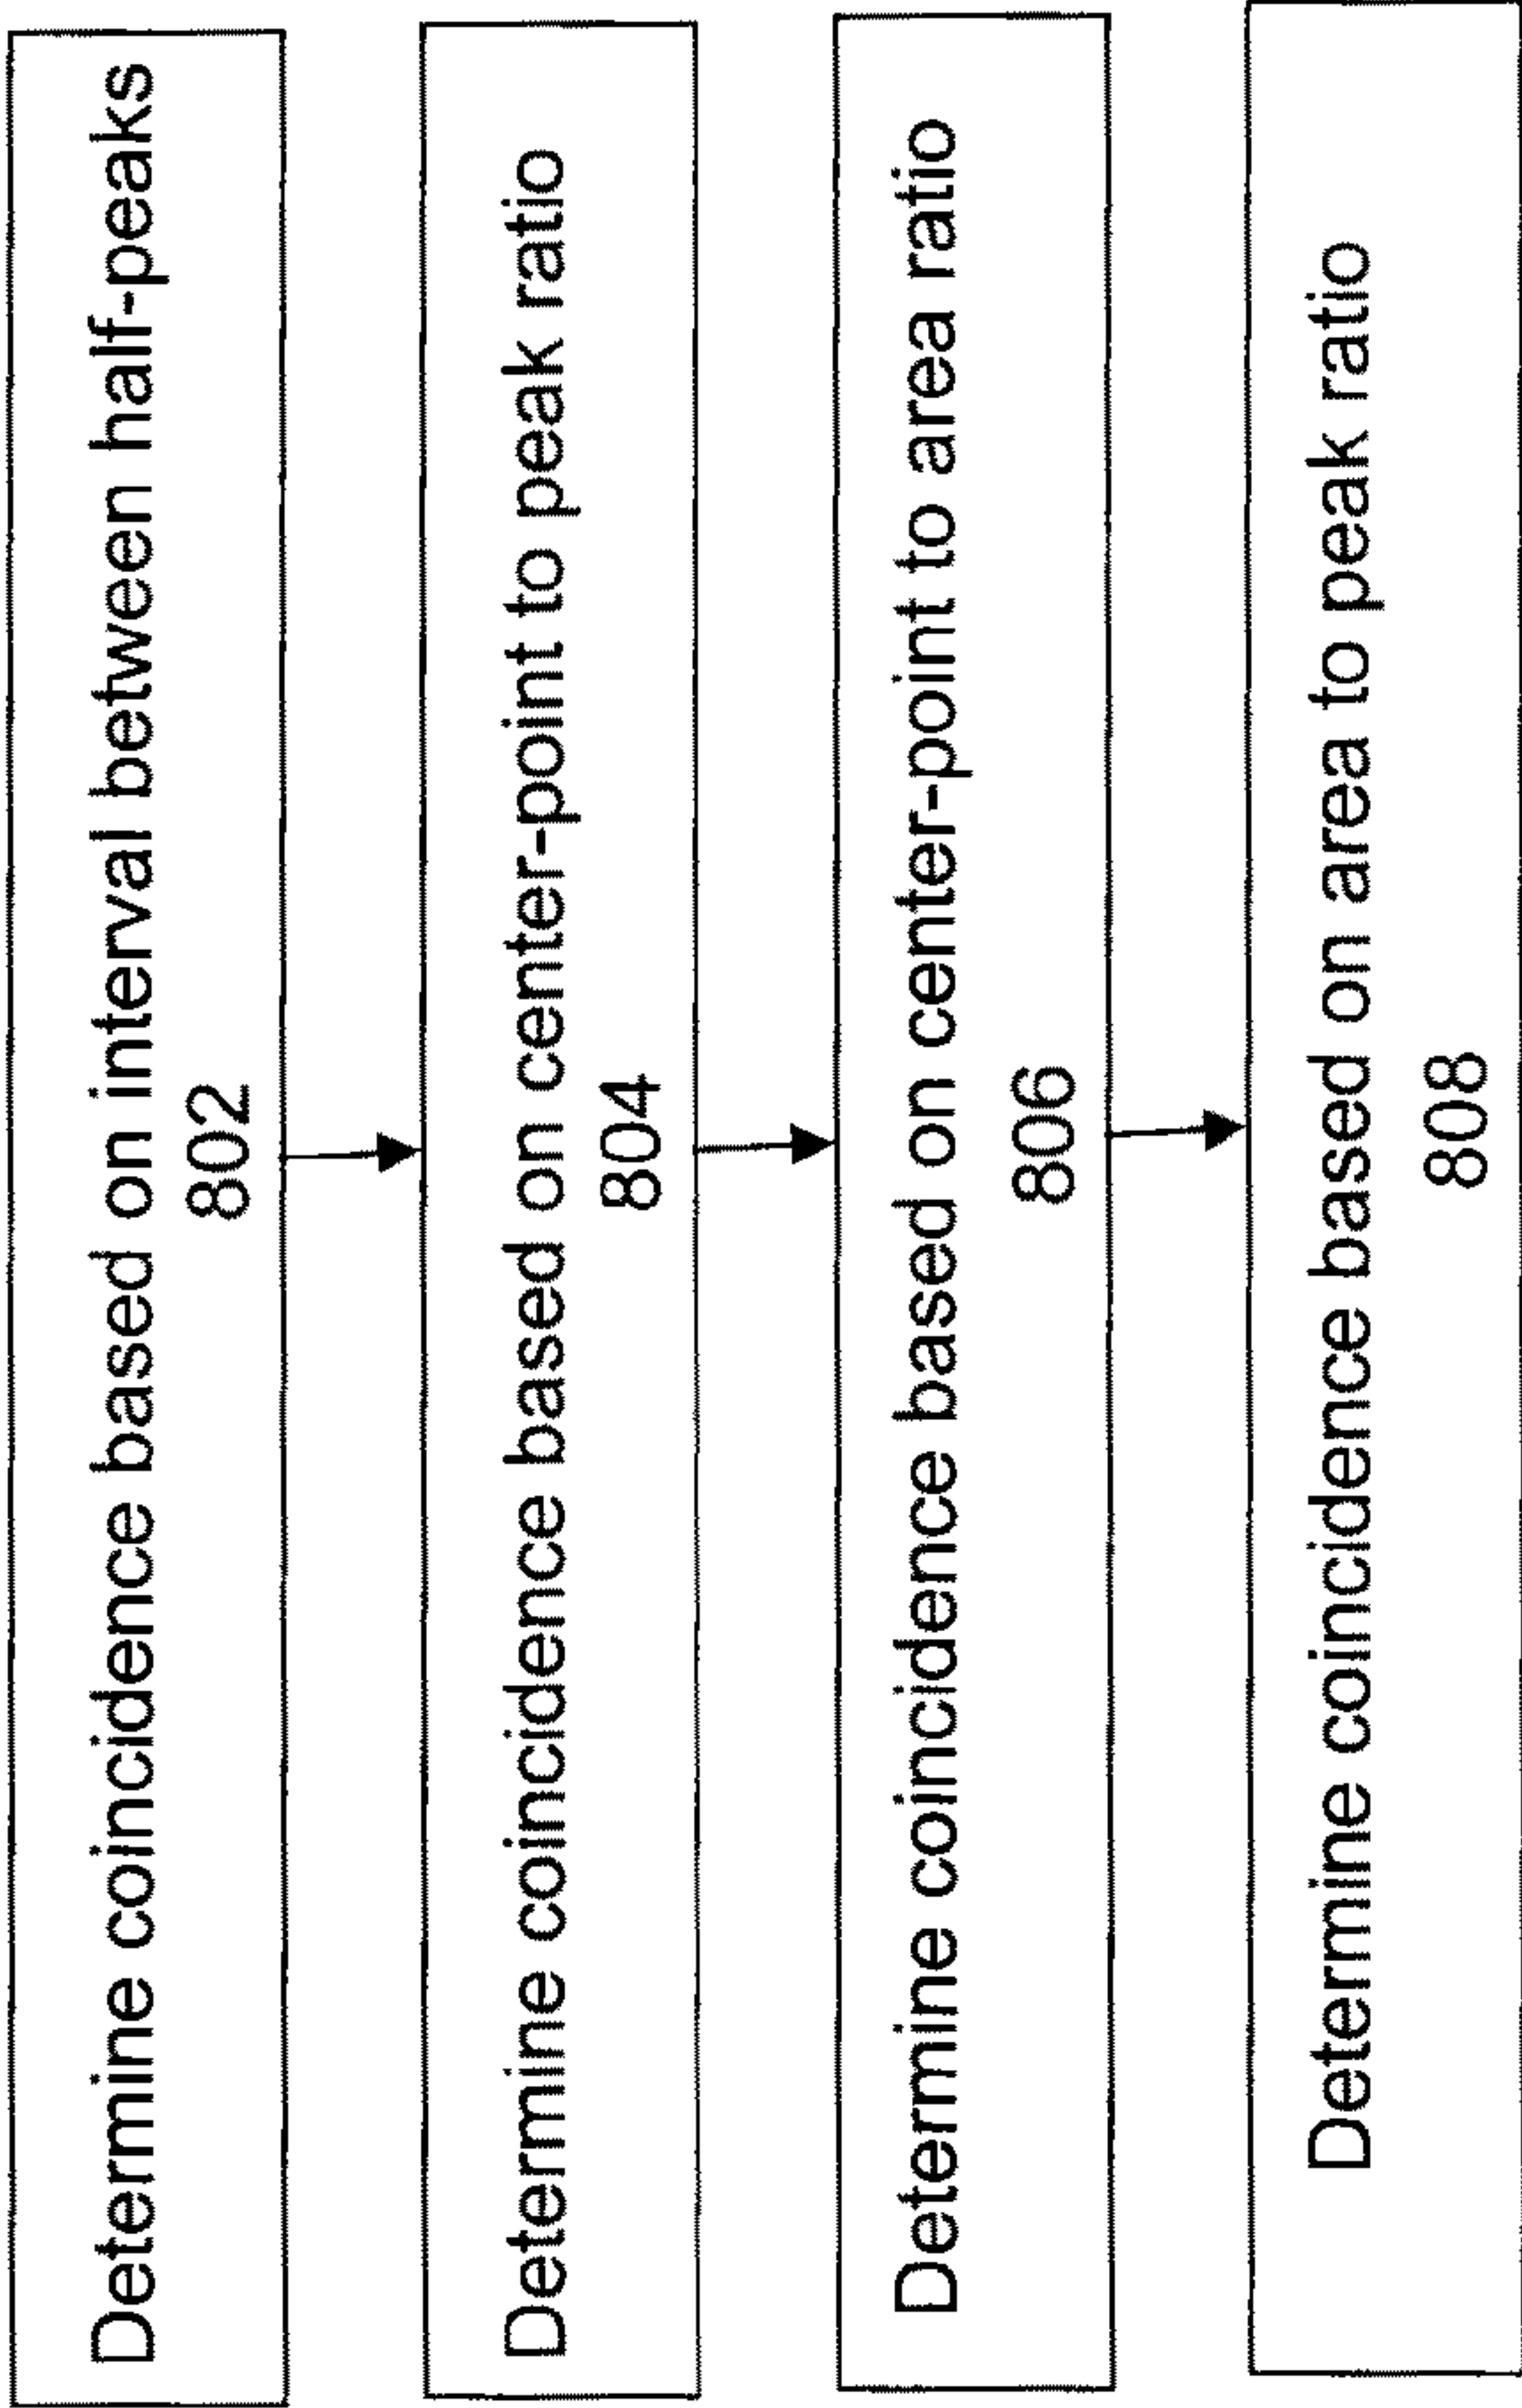 Determine coincidence based on interval between half-peaks
802
Determine coincidence based on center-point to peak ratio
804
Determine coincidence based on center-point to area ratio
806
Determine coincidence based on area to peak ratio
808